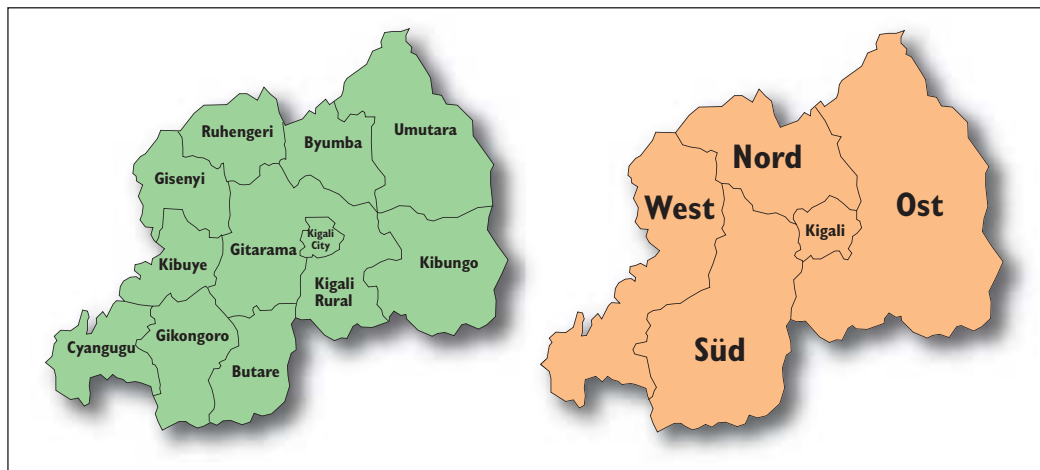 Ruhengeri
Byumba
Umutara
Gisenyi
Kigali
City
Gitarama
Kibuye
Kibungo
Kigali
Rural
Gikongoro
Cyangugu
Butare
Nord
West
Ost
Kigali
Süd